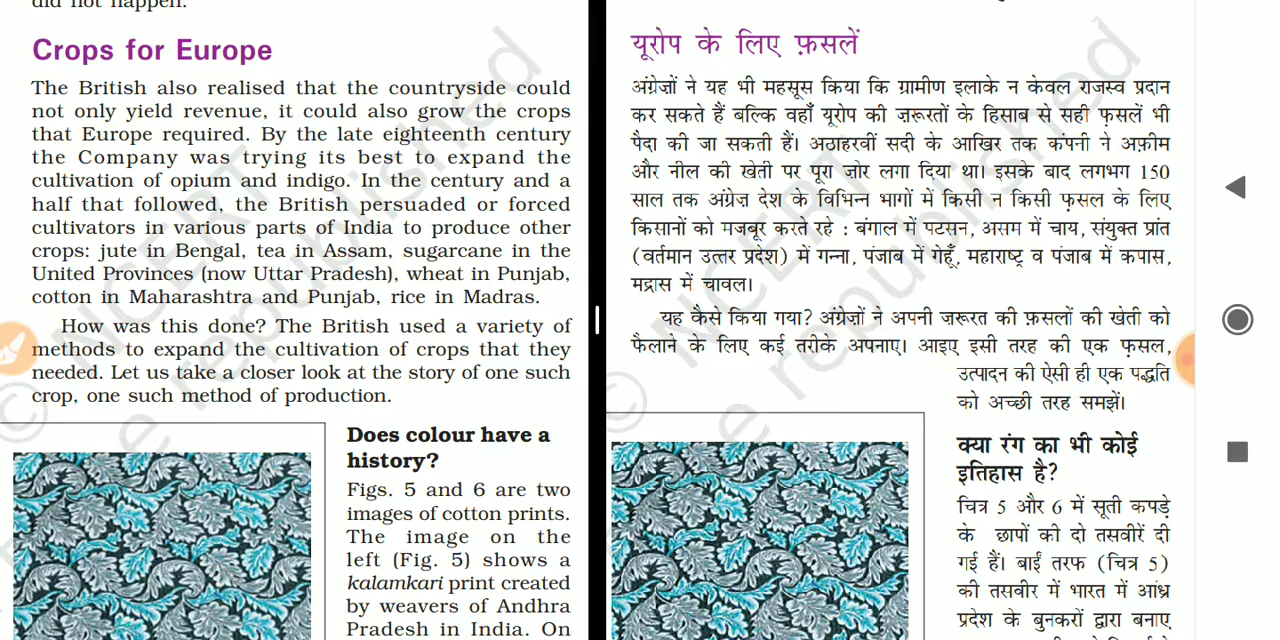 did not happen.
Crops for Europe
The British also realised that the countryside could
not only yield revenue, it could also grow the crops
that Europe required. By the late eighteenth century
the Company was trying its best to expand the
cultivation of opium and indigo. In the century and a
half that followed, the British persuaded or forced
cultivators in various parts of India to produce other
crops: jute in Bengal, tea in Assam, sugarcane in the
United Provinces (now Uttar Pradesh), wheat in Punjab,
cotton in Maharashtra and Punjab, rice in Madras.
How was this done? The British used a variety of
methods to expand the cultivation of crops that they
needed. Let us take a closer look at the story of one such
crop, one such method of production.
Does colour have a
history?
Figs. 5 and 6 are two
images of cotton prints.
The image on the
left (Fig. 5) shows a
kalamkari print created
by weavers of Andhra
Pradesh in India. On
© NCERT
be republished
यूरोप के लिए फ़सलें
अंग्रेज़ों ने यह भी महसूस किया कि ग्रामीण इलाके न केवल राजस्व प्रदान
कर सकते हैं बल्कि वहाँ यूरोप की ज़रूरतों के हिसाब से सही फ़सलें भी
पैदा की जा सकती हैं। अठाहरवीं सदी के आखिर तक कंपनी ने अफ़ीम
और नील की खेती पर पूरा ज़ोर लगा दिया था। इसके बाद लगभग 150
साल तक अंग्रेज़ देश के विभिन्न भागों में किसी न किसी फ़सल के लिए
किसानों को मजबूर करते रहे : बंगाल में पटसन, असम में चाय, संयुक्त प्रांत
(वर्तमान उत्तर प्रदेश) में गन्ना, पंजाब में गेहूँ, महाराष्ट्र व पंजाब में कपास,
मद्रास में चावल।
यह कैसे किया गया? अंग्रेज़ों ने अपनी ज़रूरत की फ़सलों की खेती को
फैलाने के लिए कई तरीके अपनाए। आइए इसी तरह की एक फ़सल,
उत्पादन की ऐसी ही एक पद्धति
को अच्छी तरह समझें।
क्या रंग का भी कोई
इतिहास है?
चित्र 5 और 6 में सूती कपड़े
के छापों की दो तसवीरें दी
गई हैं। बाईं तरफ (चित्र 5)
की तसवीर में भारत में आंध्र
प्रदेश के बुनकरों द्वारा बनाए
© NCERT
be republished